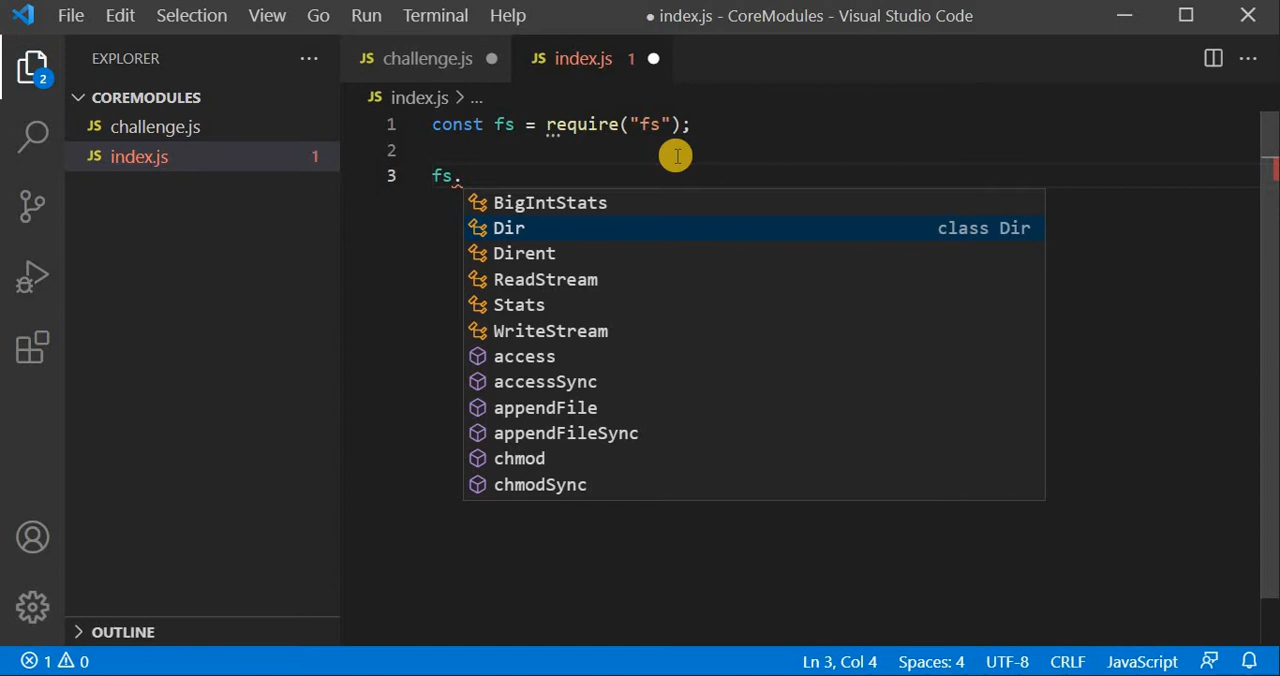 File Edit Selection View Go Run Terminal Help ● index.js - CoreModules - Visual Studio Code
EXPLORER ···
JS challenge.js ●
JS index.js 1 ●
COREMODULES
JS challenge.js
JS index.js 1
JS index.js > ...
1 const fs = require("fs");
2
3 fs.
BigIntStats
Dir class Dir
Dirent
ReadStream
Stats
WriteStream
access
accessSync
appendFile
appendFileSync
chmod
chmodSync
2
OUTLINE
1 0 Ln 3, Col 4 Spaces: 4 UTF-8 CRLF JavaScript